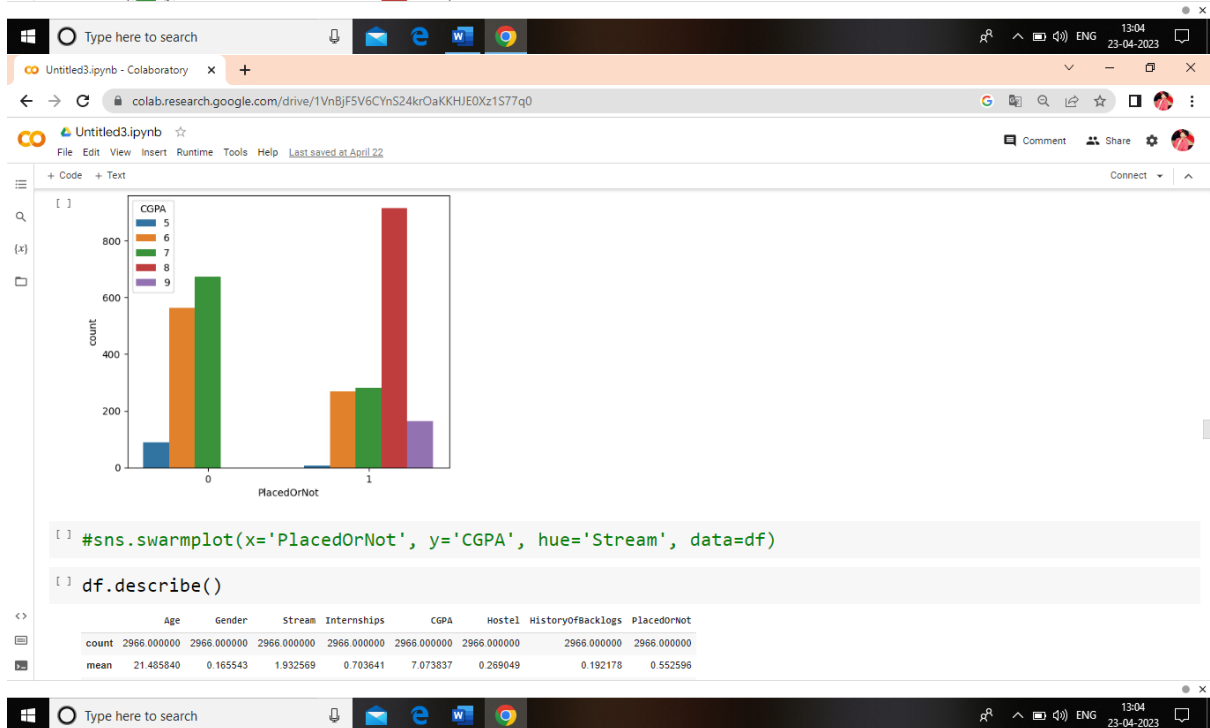 Type here to search
ENG
13:04
23-04-2023
Untitled3.ipynb - Colaboratory
colab.research.google.com/drive/1VnBjF5V6CYnS24krOaKKHJE0Xz1S77q0
Untitled3.ipynb
Comment Share
File Edit View Insert Runtime Tools Help Last saved at April 22
+ Code + Text
Connect
[ ]
CGPA
5
6
7
8
9
800
600
400
200
0
count
0 1
PlacedOrNot
[ ] #sns.swarmplot(x='PlacedOrNot', y='CGPA', hue='Stream', data=df)
[ ] df.describe()
Age Gender Stream Internships CGPA Hostel HistoryOfBacklogs PlacedOrNot
count 2966.000000 2966.000000 2966.000000 2966.000000 2966.000000 2966.000000 2966.000000 2966.000000
mean 21.485840 0.165543 1.932569 0.703641 7.073837 0.269049 0.192178 0.552596
Type here to search
ENG
13:04
23-04-2023